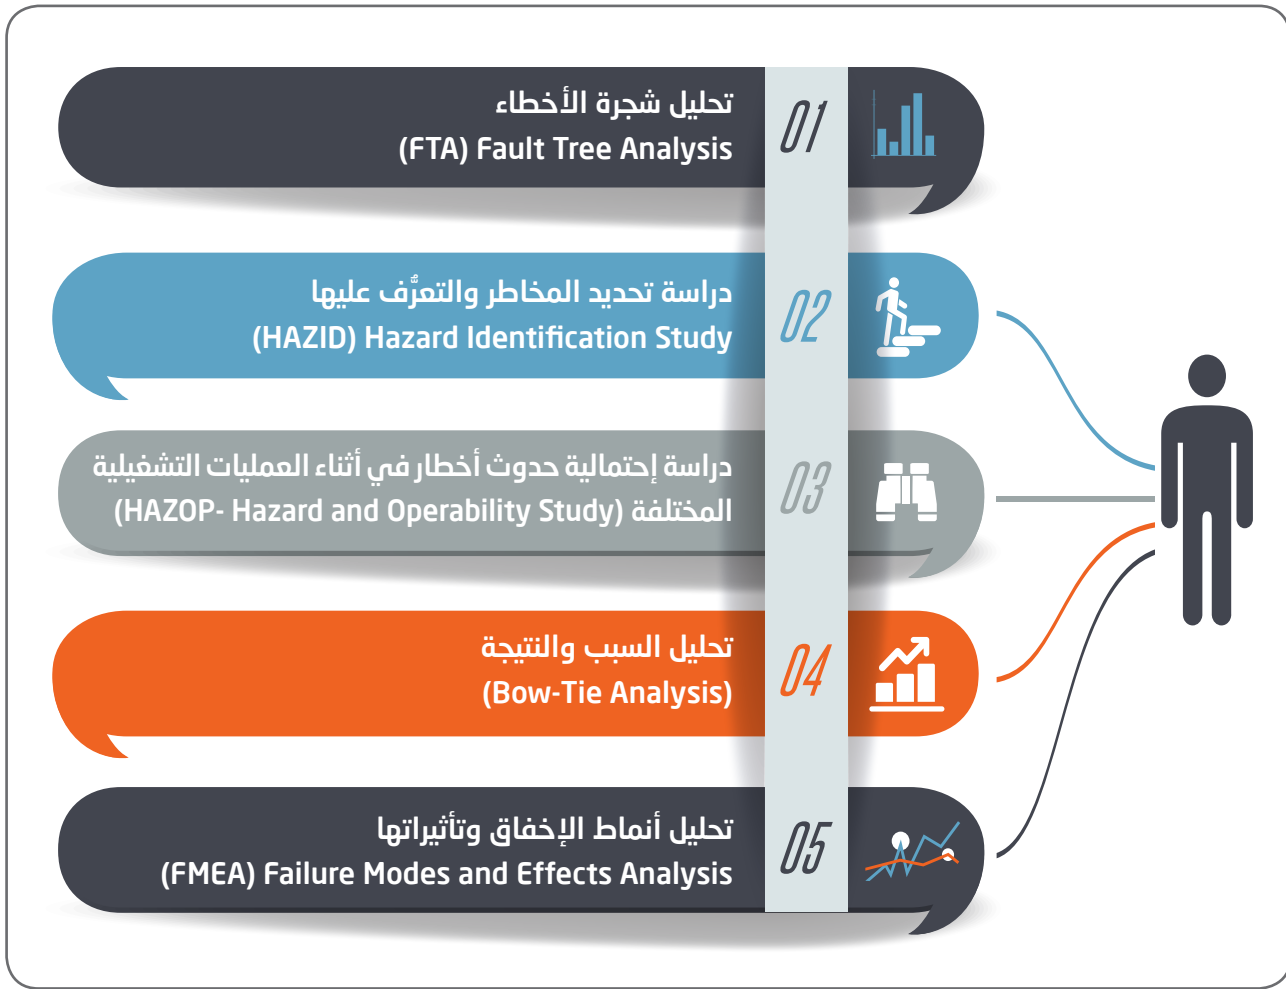 01
تحليل شجرة الأخطاء
(FTA) Fault Tree Analysis
02
دراسة تحديد المخاطر والتعرُّف عليها
(HAZID) Hazard Identification Study
03
دراسة إحتمالية حدوث أخطار في أثناء العمليات التشغيلية
المختلفة (HAZOP- Hazard and Operability Study)
04
تحليل السبب والنتيجة
(Bow-Tie Analysis)
05
تحليل أنماط الإخفاق وتأثيراتها
(FMEA) Failure Modes and Effects Analysis